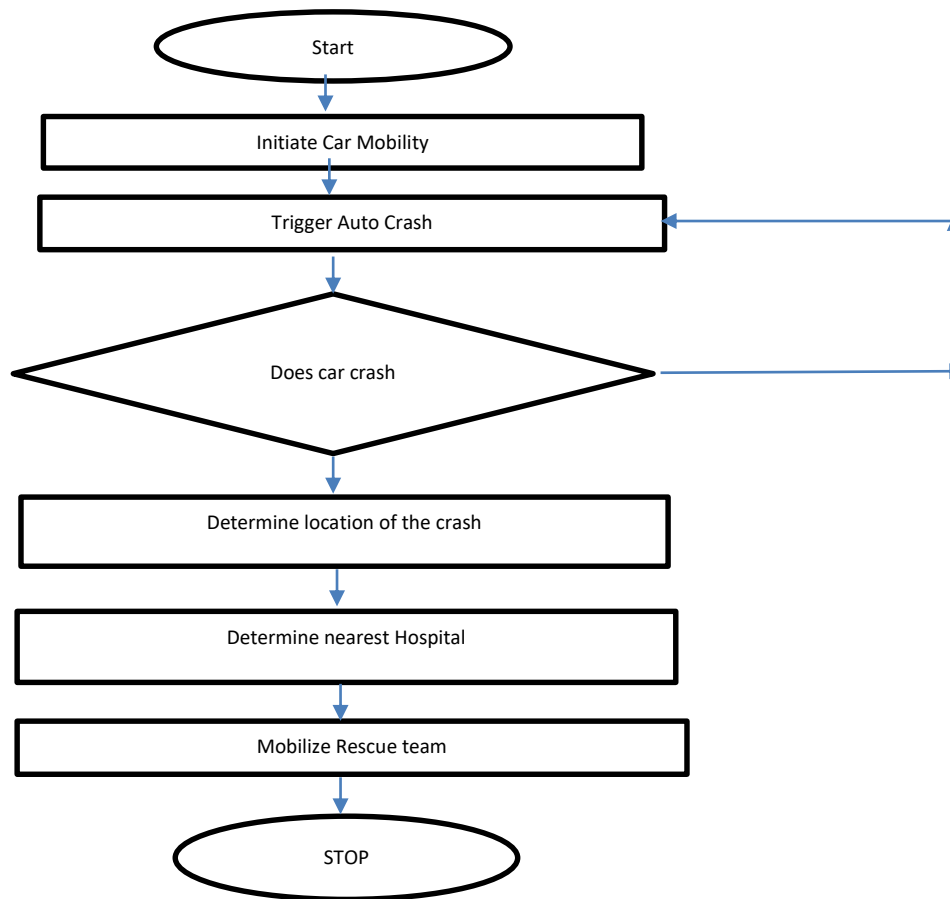 Start
Initiate Car Mobility
Trigger Auto Crash
Does car crash
Determine location of the crash
Determine nearest Hospital
Mobilize Rescue team
STOP